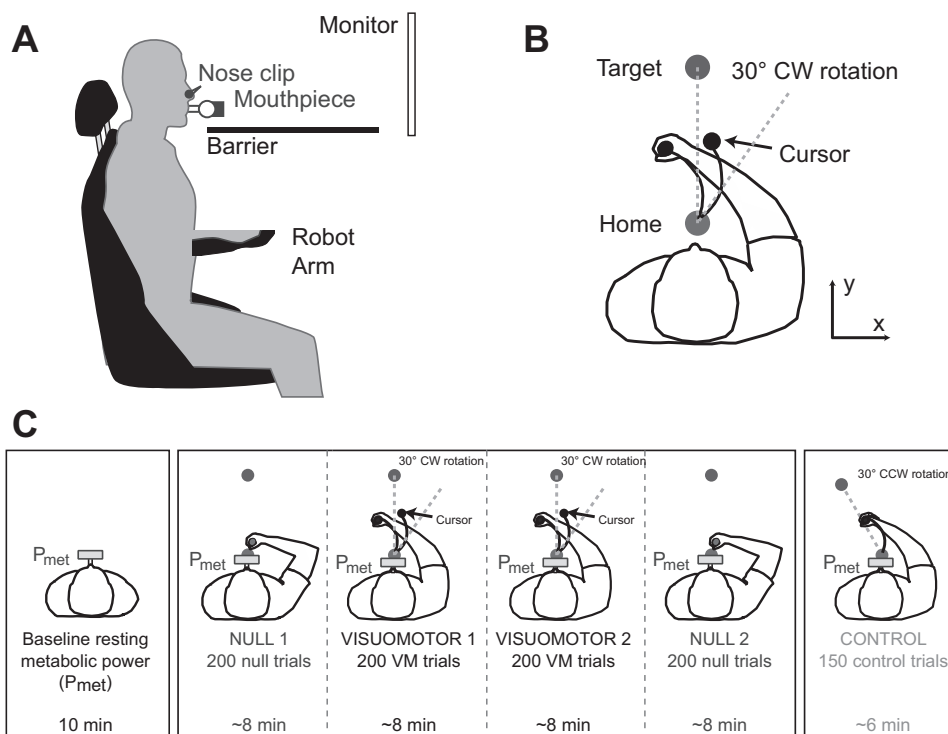 A
Monitor
Nose clip
Mouthpiece
Barrier
Robot
Arm
B
Target
30° CW rotation
Cursor
Home
y
x
C
Pmet
Baseline resting
metabolic power
(Pmet)
10 min
Pmet
NULL 1
200 null trials
~8 min
30° CW rotation
Cursor
Pmet
VISUOMOTOR 1
200 VM trials
~8 min
30° CW rotation
Cursor
Pmet
VISUOMOTOR 2
200 VM trials
~8 min
Pmet
NULL 2
200 null trials
~8 min
30° CCW rotation
Pmet
CONTROL
150 control trials
~6 min